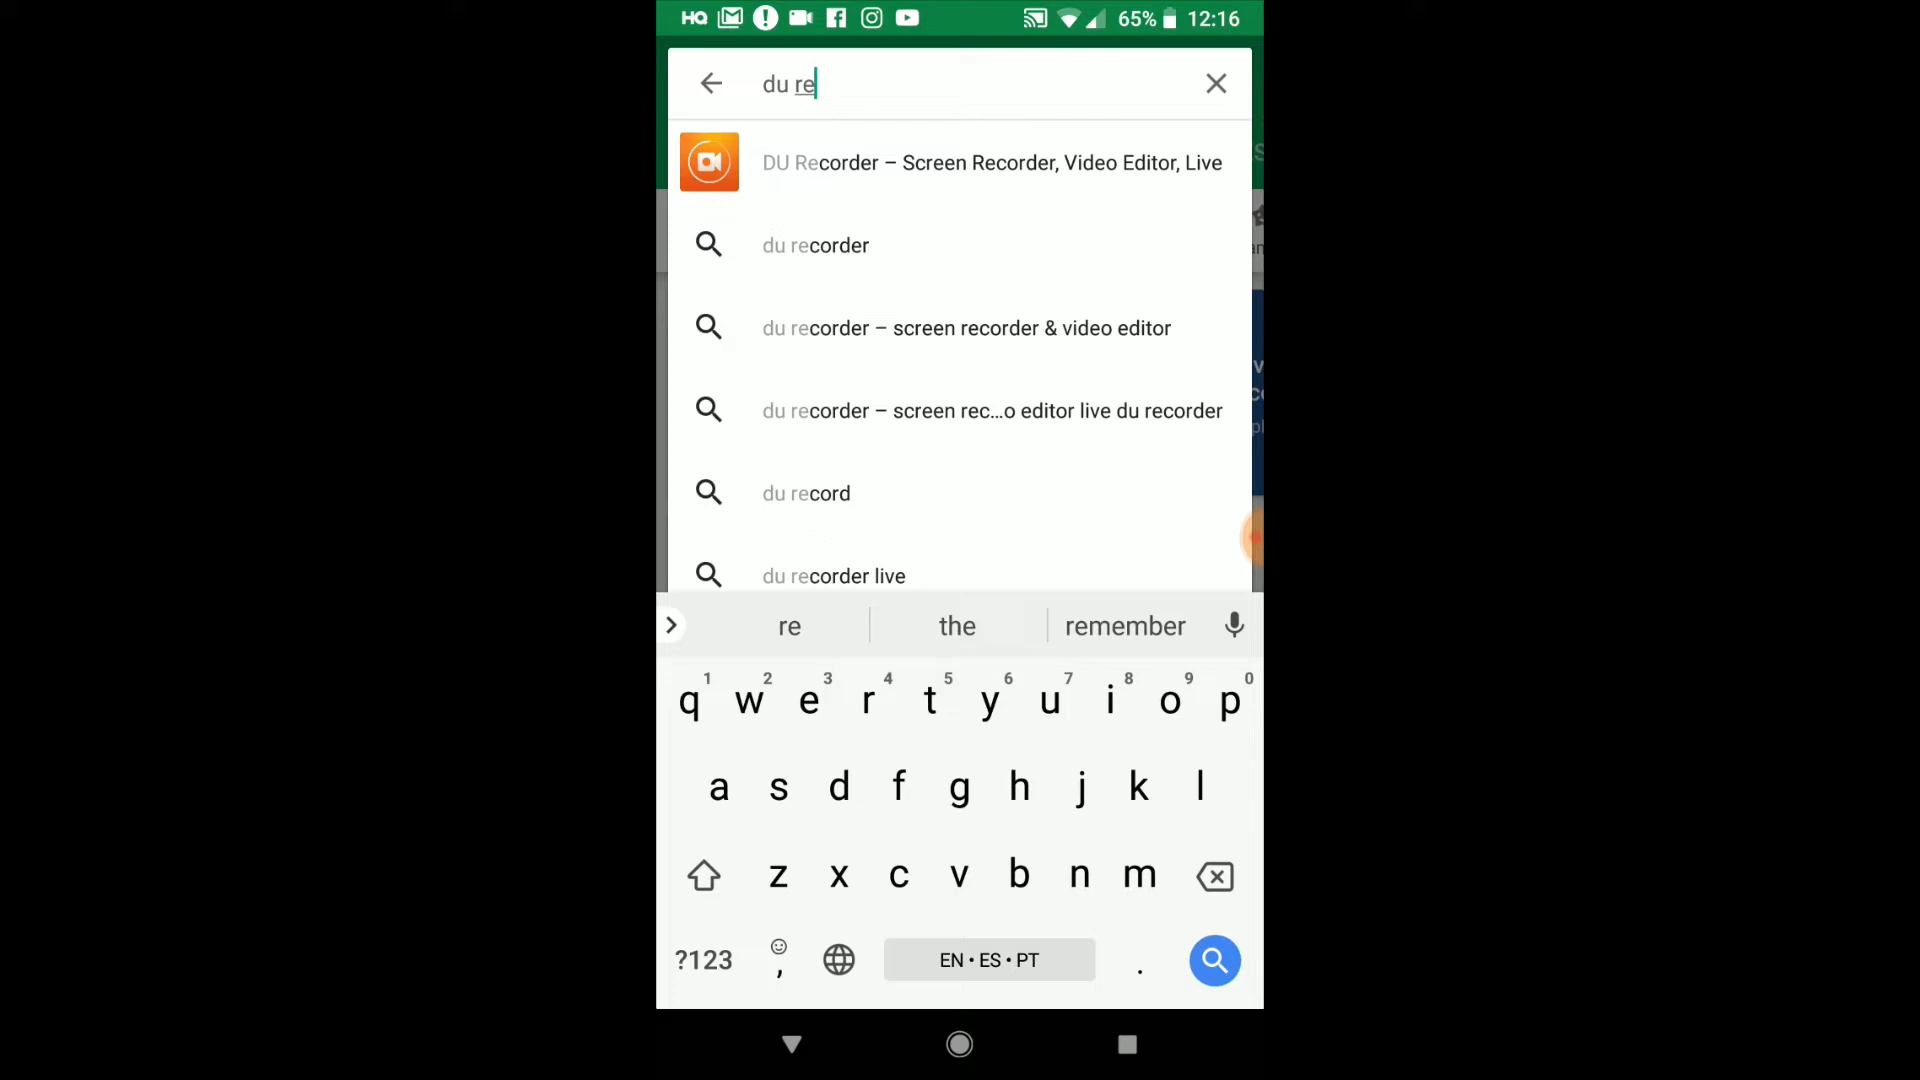 HQ 65% 12:16
du re
DU Recorder – Screen Recorder, Video Editor, Live
du recorder
du recorder – screen recorder & video editor
du recorder – screen rec...o editor live du recorder
du record
du recorder live
re the remember
1 2 3 4 5 6 7 8 9 0
q w e r t y u i o p
a s d f g h j k l
z x c v b n m
?123 , EN • ES • PT .